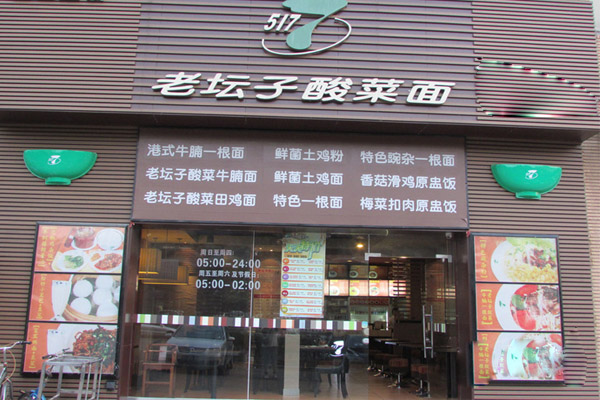 517
老坛子酸菜面
港式牛腩一根面 鲜菌土鸡粉 特色豌杂一根面
老坛子酸菜牛腩面 鲜菌土鸡面 香菇滑鸡原盅饭
老坛子酸菜田鸡面 特色一根面 梅菜扣肉原盅饭
周日至周四
05:00-24:00
周五至周六及节假日
05:00-02:00